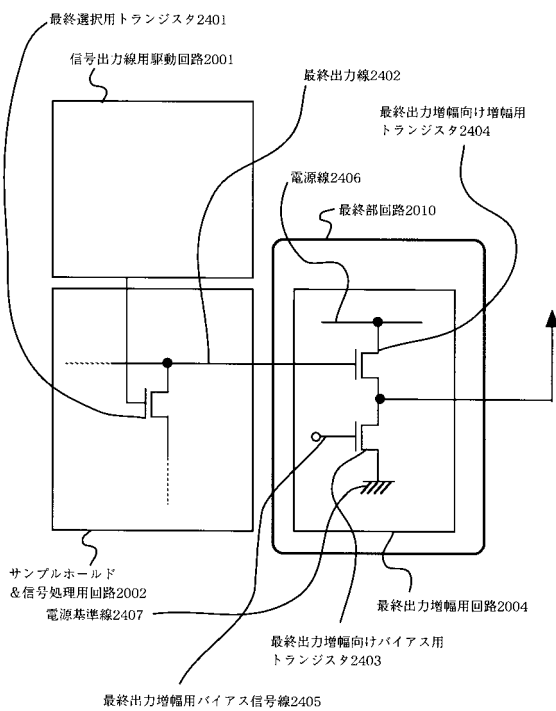 最終選択用トランジスタ2401
信号出力線用駆動回路2001
最終出力線2402
最終出力増幅向け増幅用
トランジスタ2404
電源線2406
最終部回路2010
サンプルホールド
&信号処理用回路2002
電源基準線2407
最終出力増幅用回路2004
最終出力増幅向けバイアス用
トランジスタ2403
最終出力増幅用バイアス信号線2405